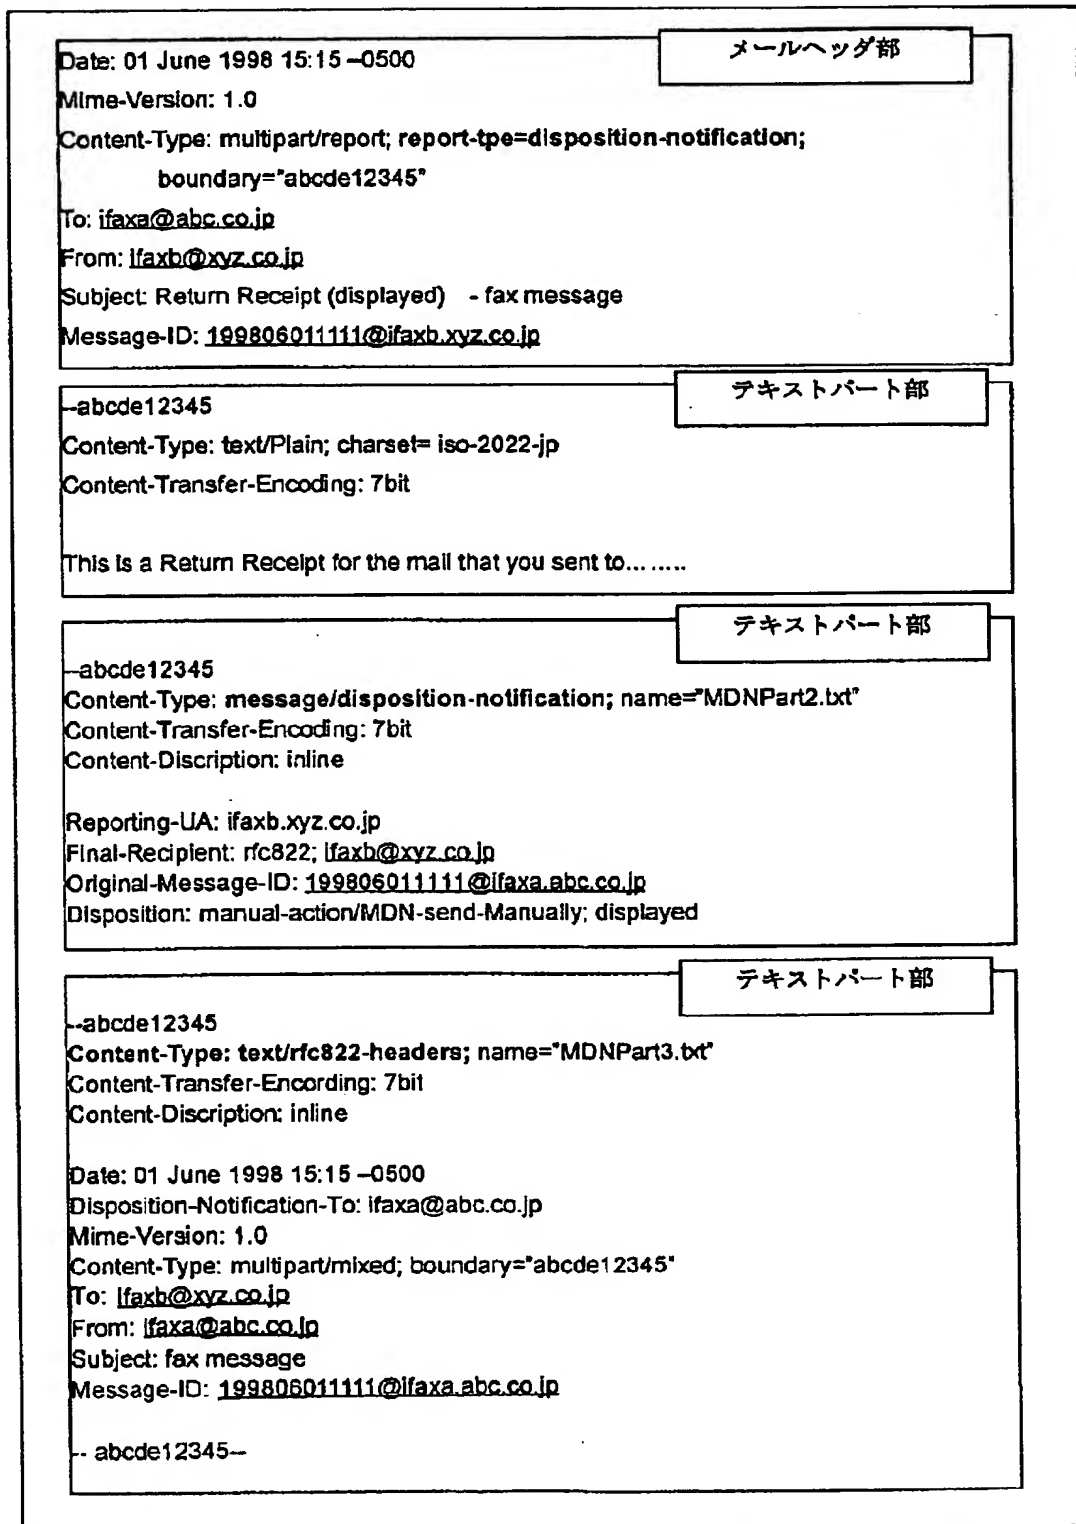 メールヘッダ部
Date: 01 June 1998 15:15 –0500
Mime-Version: 1.0
Content-Type: multipart/report; report-tpe=disposition-notification;
boundary="abcde12345"
To: ifaxa@abc.co.jp
From: ifaxb@xyz.co.jp
Subject: Return Receipt (displayed) - fax message
Message-ID: 199806011111@ifaxb.xyz.co.jp
テキストパート部
--abcde12345
Content-Type: text/Plain; charset= iso-2022-jp
Content-Transfer-Encoding: 7bit
This is a Return Receipt for the mail that you sent to... .....
テキストパート部
--abcde12345
Content-Type: message/disposition-notification; name="MDNPart2.txt"
Content-Transfer-Encoding: 7bit
Content-Discription: inline
Reporting-UA: ifaxb.xyz.co.jp
Final-Recipient: rfc822; ifaxb@xyz.co.jp
Original-Message-ID: 199806011111@ifaxa.abc.co.jp
Disposition: manual-action/MDN-send-Manually; displayed
テキストパート部
--abcde12345
Content-Type: text/rfc822-headers; name="MDNPart3.txt"
Content-Transfer-Encording: 7bit
Content-Discription: inline
Date: 01 June 1998 15:15 –0500
Disposition-Notification-To: ifaxa@abc.co.jp
Mime-Version: 1.0
Content-Type: multipart/mixed; boundary="abcde12345"
To: ifaxb@xyz.co.jp
From: ifaxa@abc.co.jp
Subject: fax message
Message-ID: 199806011111@ifaxa.abc.co.jp
-- abcde12345--